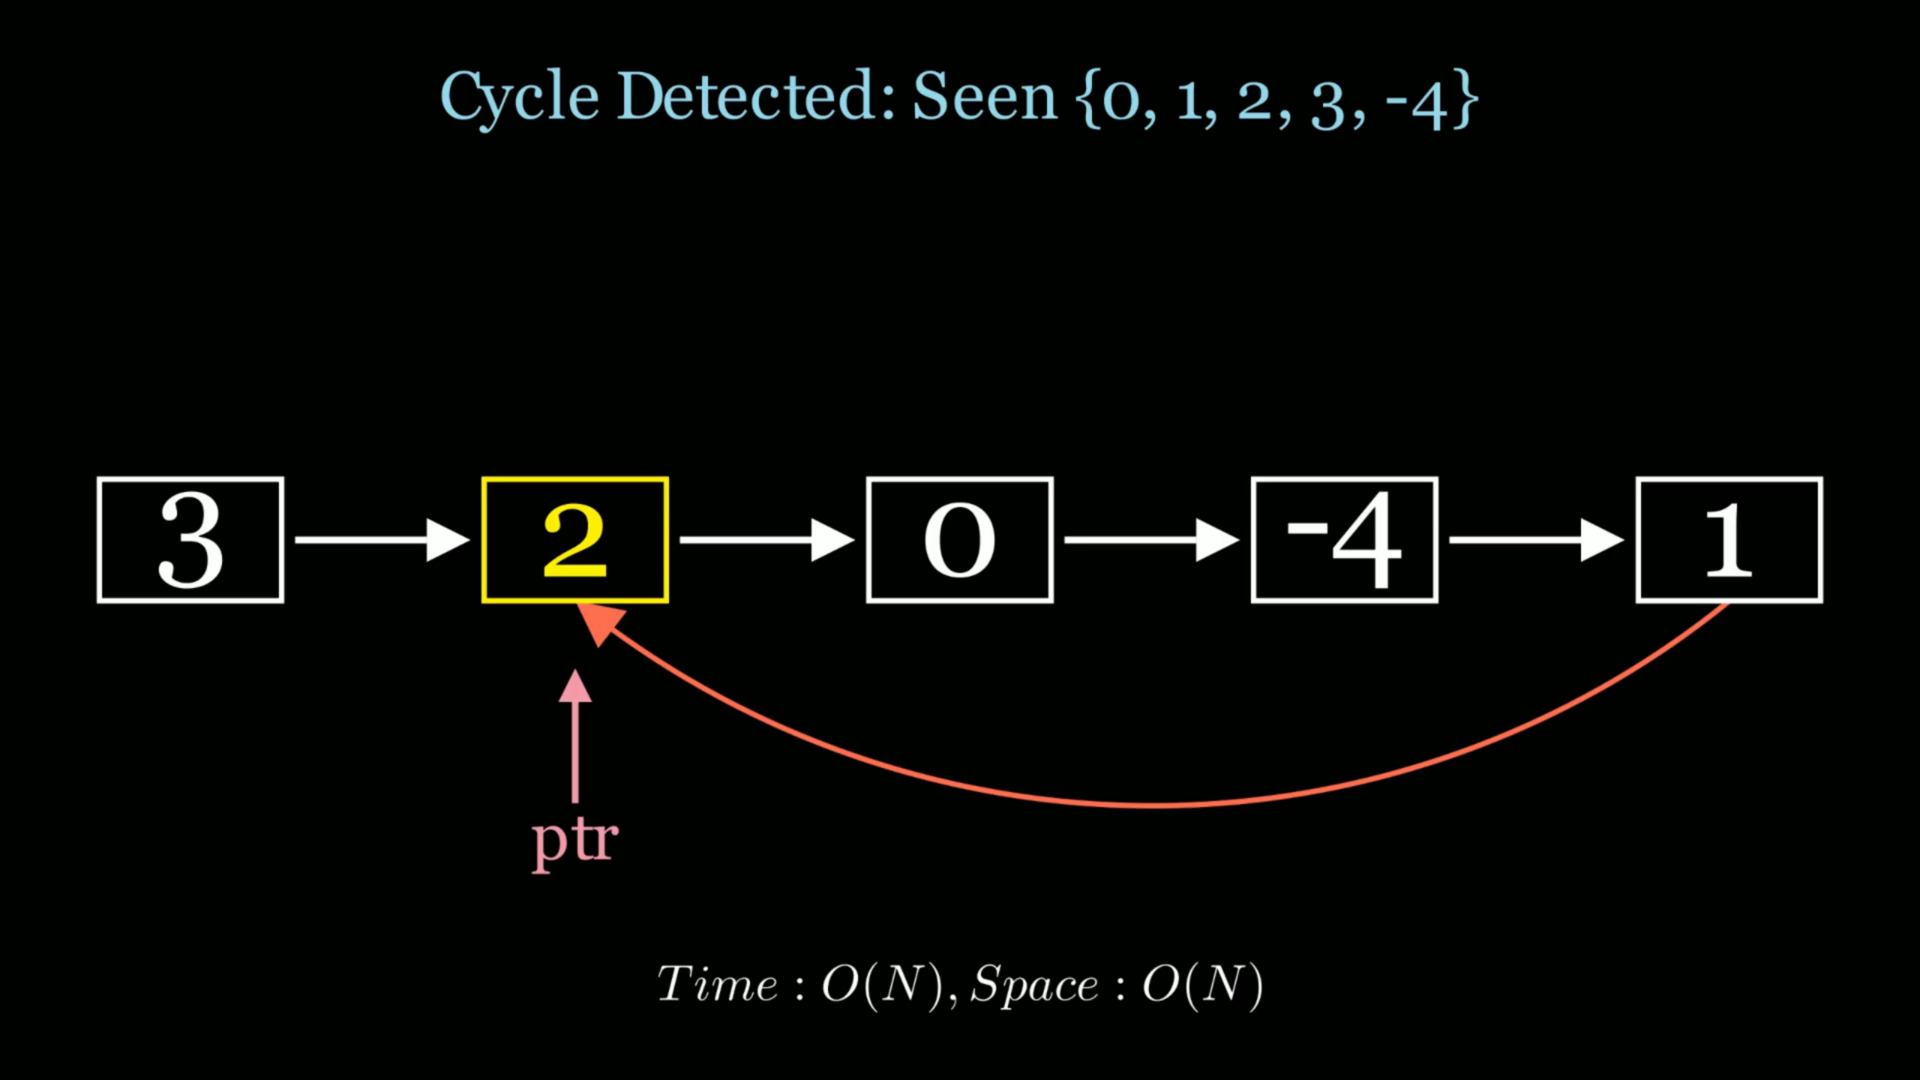 Cycle Detected: Seen {0, 1, 2, 3, -4}
3 2 0 -4 1
ptr
Time : O(N), Space : O(N)